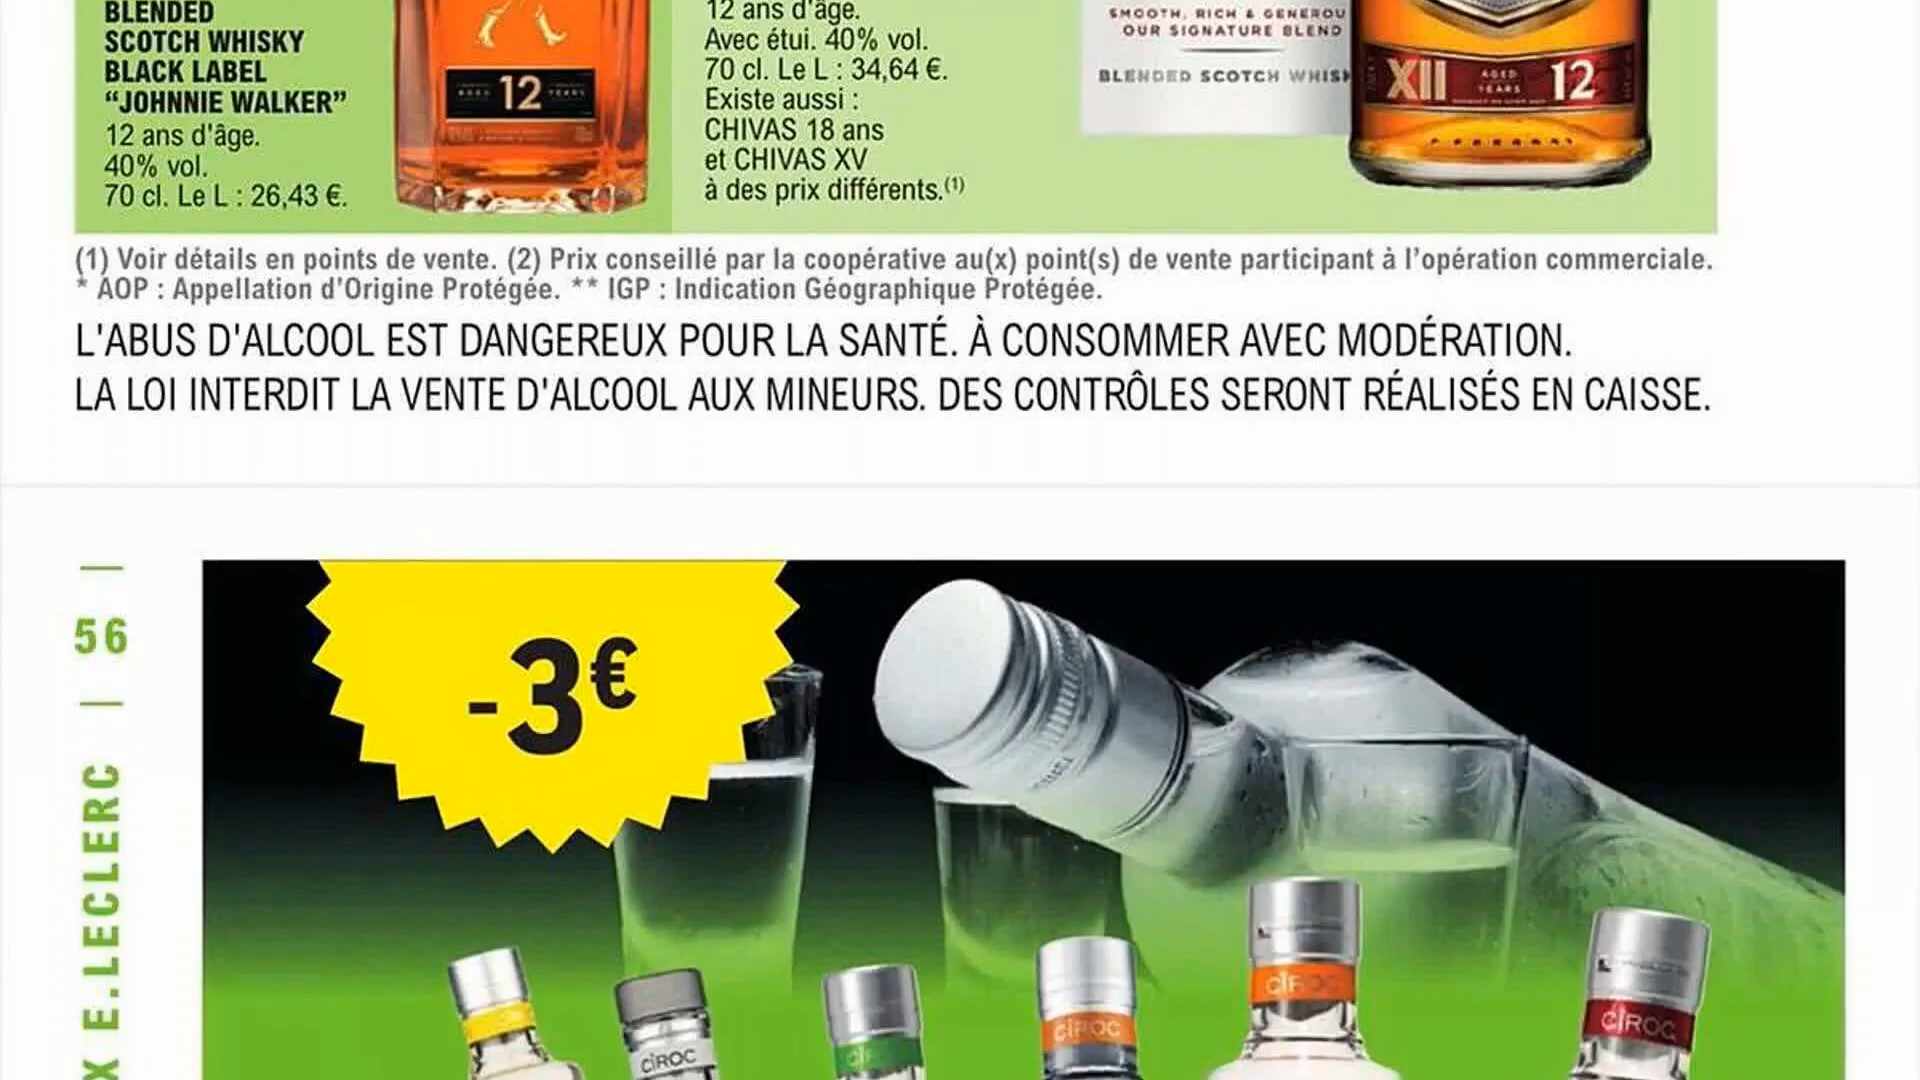 BLENDED
SCOTCH WHISKY
BLACK LABEL
“JOHNNIE WALKER”
12 ans d'âge.
40% vol.
70 cl. Le L : 26,43 €.
12
12 ans d'âge.
Avec étui. 40% vol.
70 cl. Le L : 34,64 €.
Existe aussi :
CHIVAS 18 ans
et CHIVAS XV
à des prix différents.(1)
SMOOTH, RICH & GENEROU
OUR SIGNATURE BLEND
BLENDED SCOTCH WHISK
XII AGED YEARS 12
(1) Voir détails en points de vente. (2) Prix conseillé par la coopérative au(x) point(s) de vente participant à l’opération commerciale.
* AOP : Appellation d'Origine Protégée. ** IGP : Indication Géographique Protégée.
L'ABUS D'ALCOOL EST DANGEREUX POUR LA SANTÉ. À CONSOMMER AVEC MODÉRATION.
LA LOI INTERDIT LA VENTE D'ALCOOL AUX MINEURS. DES CONTRÔLES SERONT RÉALISÉS EN CAISSE.
56
X E.LECLERC
-3€
CÎROC
CÎROC
CÎROC
CÎROC